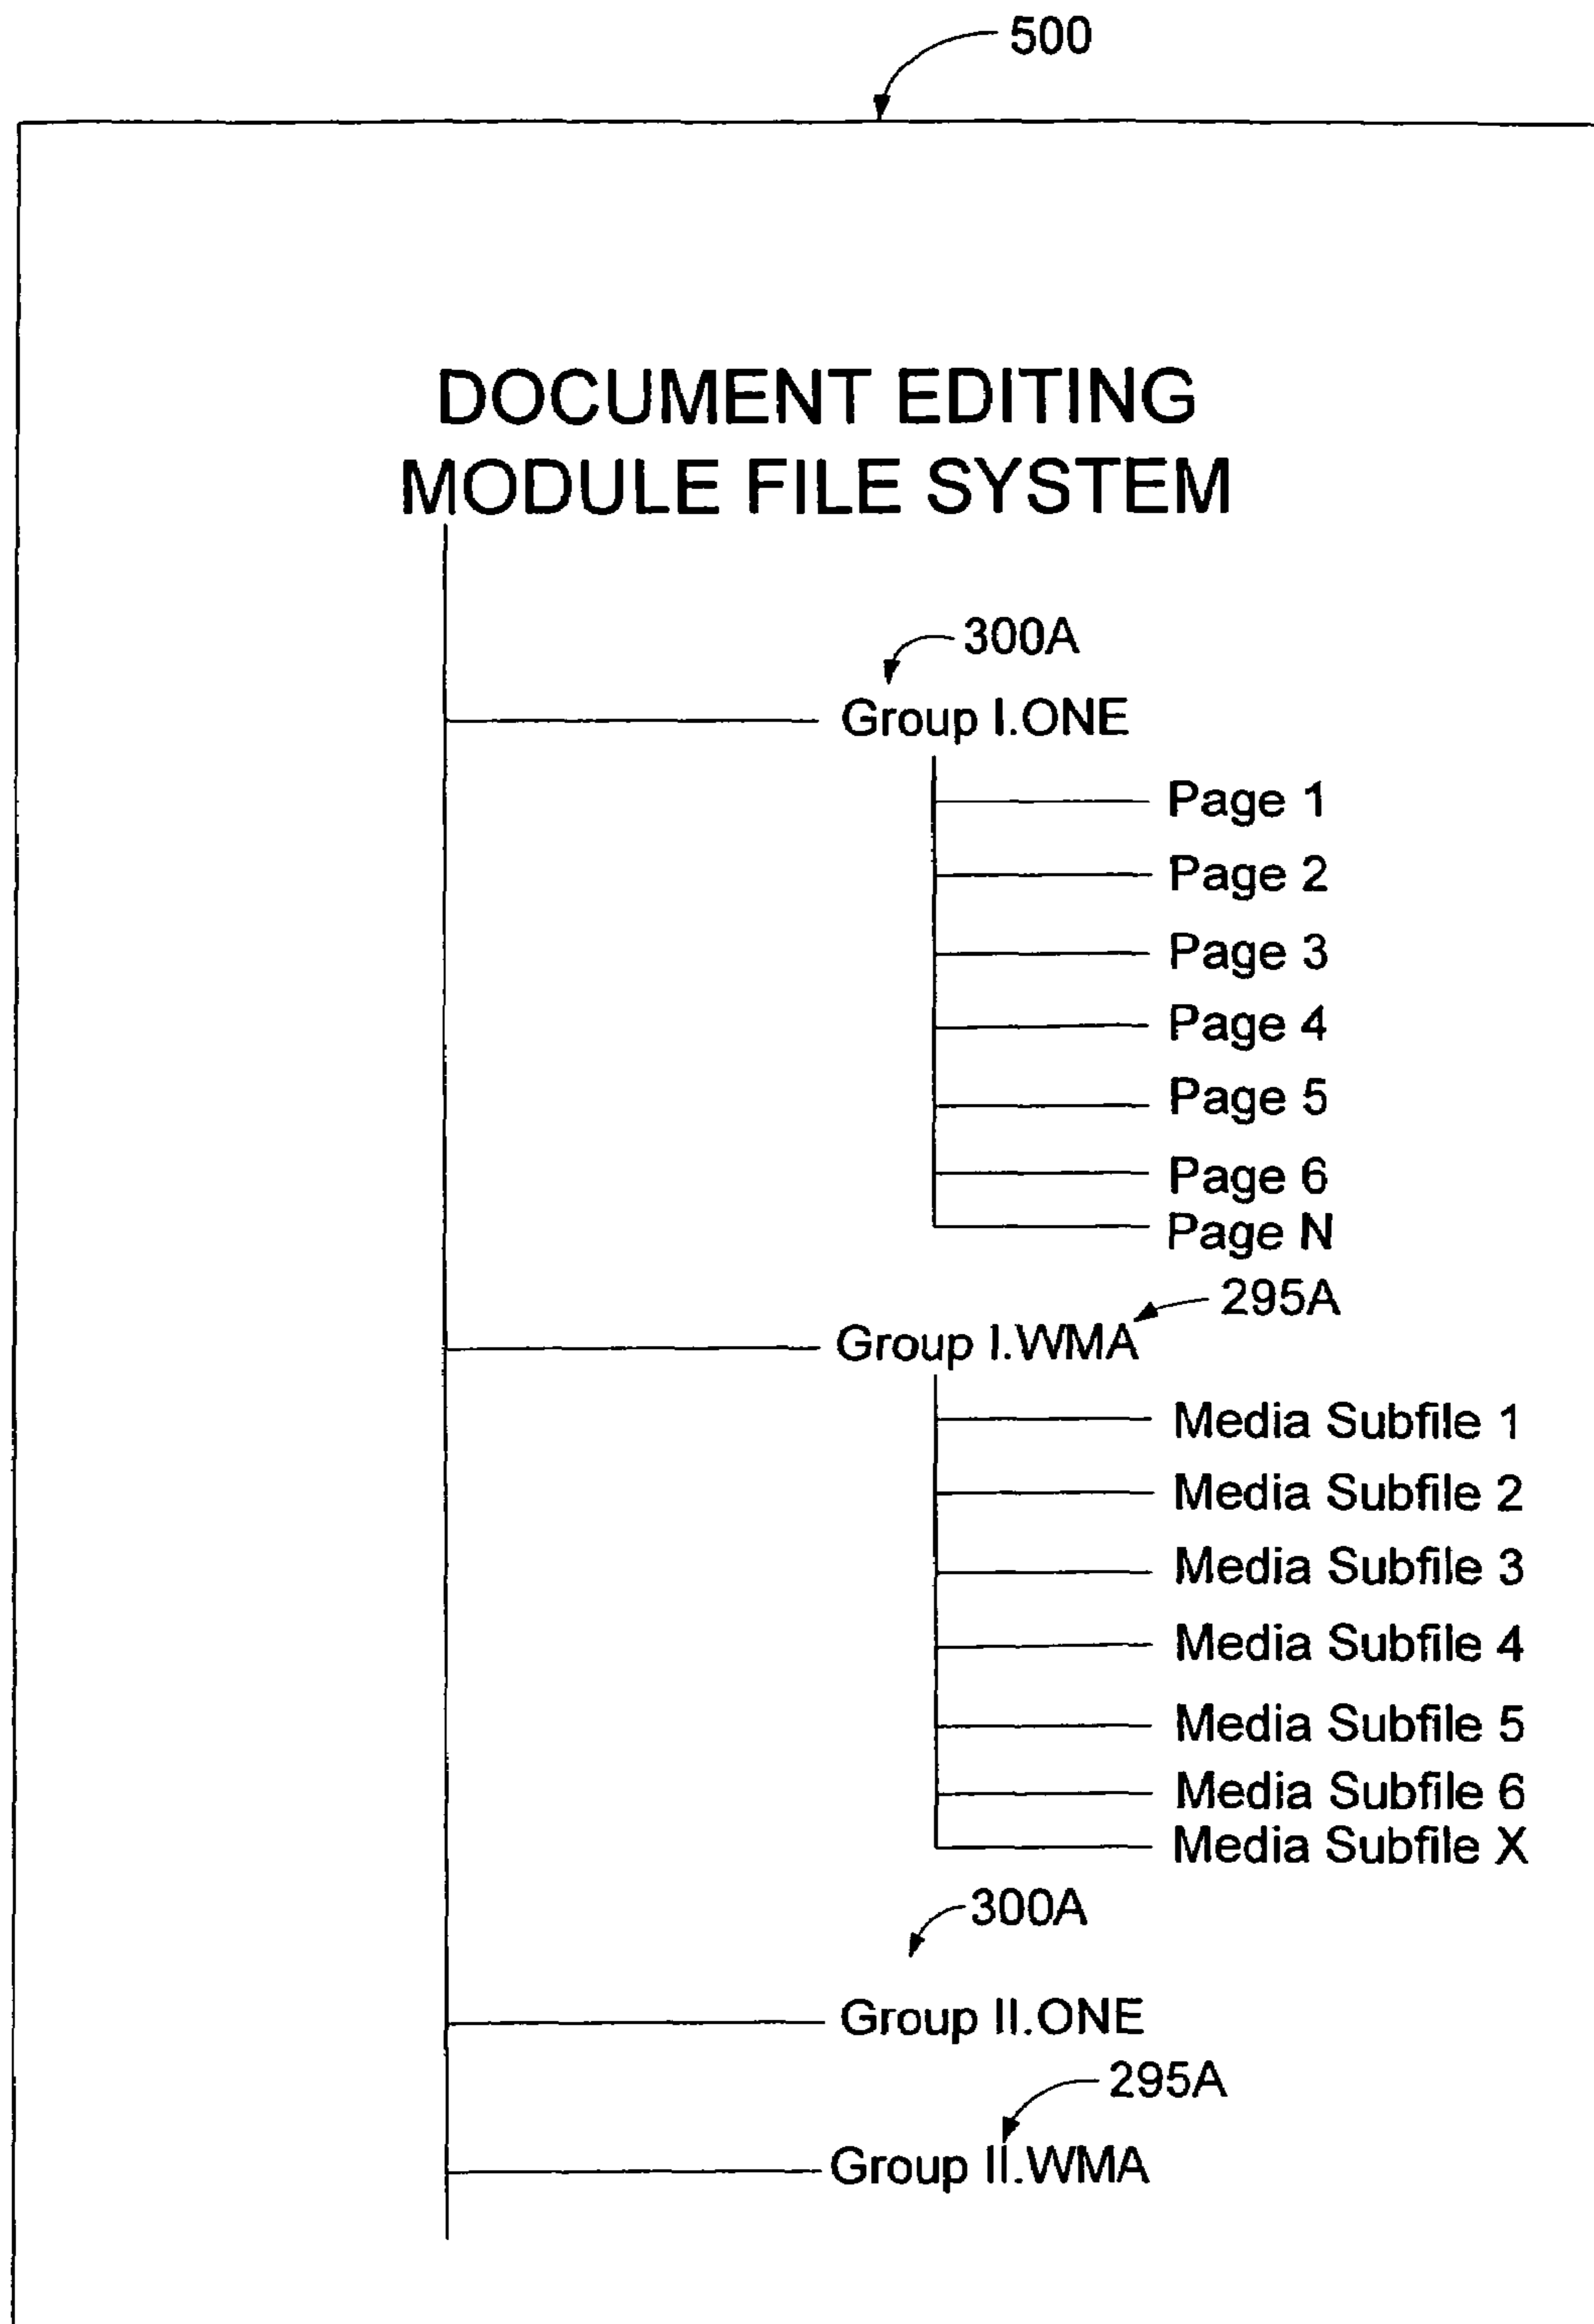 500
DOCUMENT EDITING
MODULE FILE SYSTEM
300A
Group I.ONE
Page 1
Page 2
Page 3
Page 4
Page 5
Page 6
Page N
295A
Group I.WMA
Media Subfile 1
Media Subfile 2
Media Subfile 3
Media Subfile 4
Media Subfile 5
Media Subfile 6
Media Subfile X
300A
Group II.ONE
295A
Group II.WMA